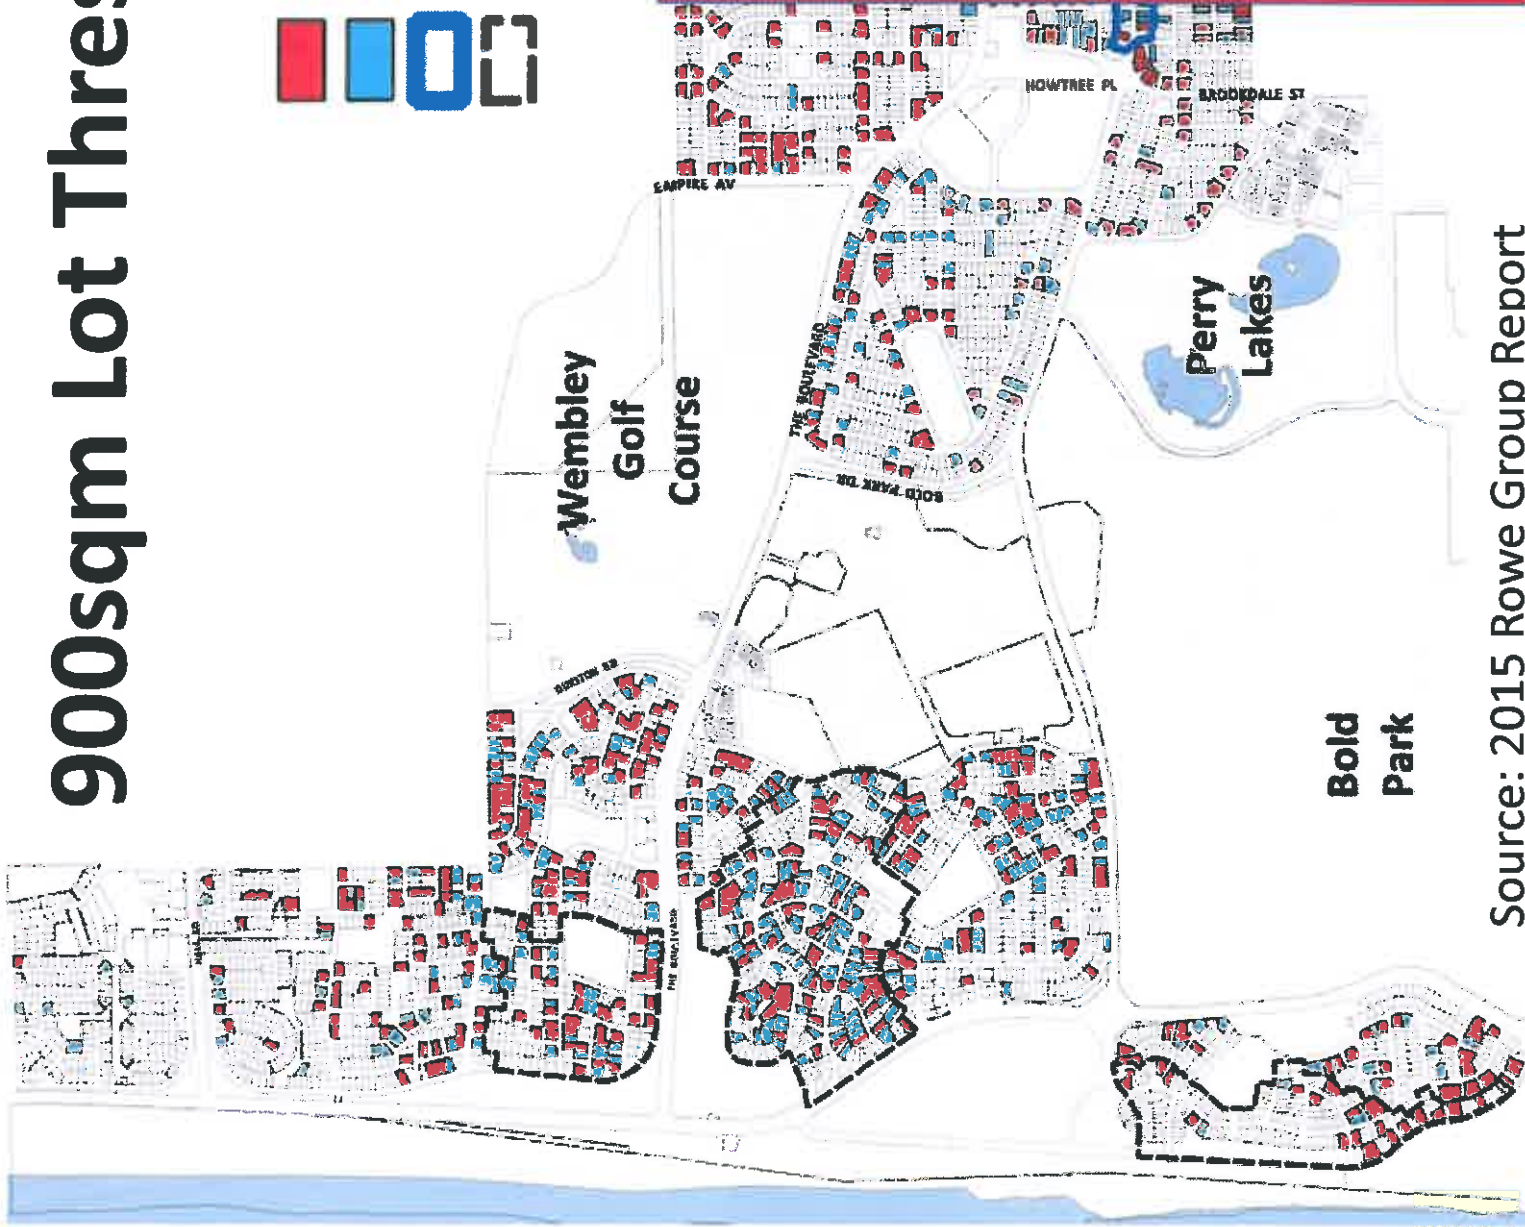 900sqm Lot Thres
Wembley
Golf
Course
Perry
Lakes
Bold
Park
EMPIRE AV
HOWTREE PL
BROOKDALE ST
THE BOULEVARD
BOLD PARK DR
THE BOULEVARD
Source: 2015 Rowe Group Report